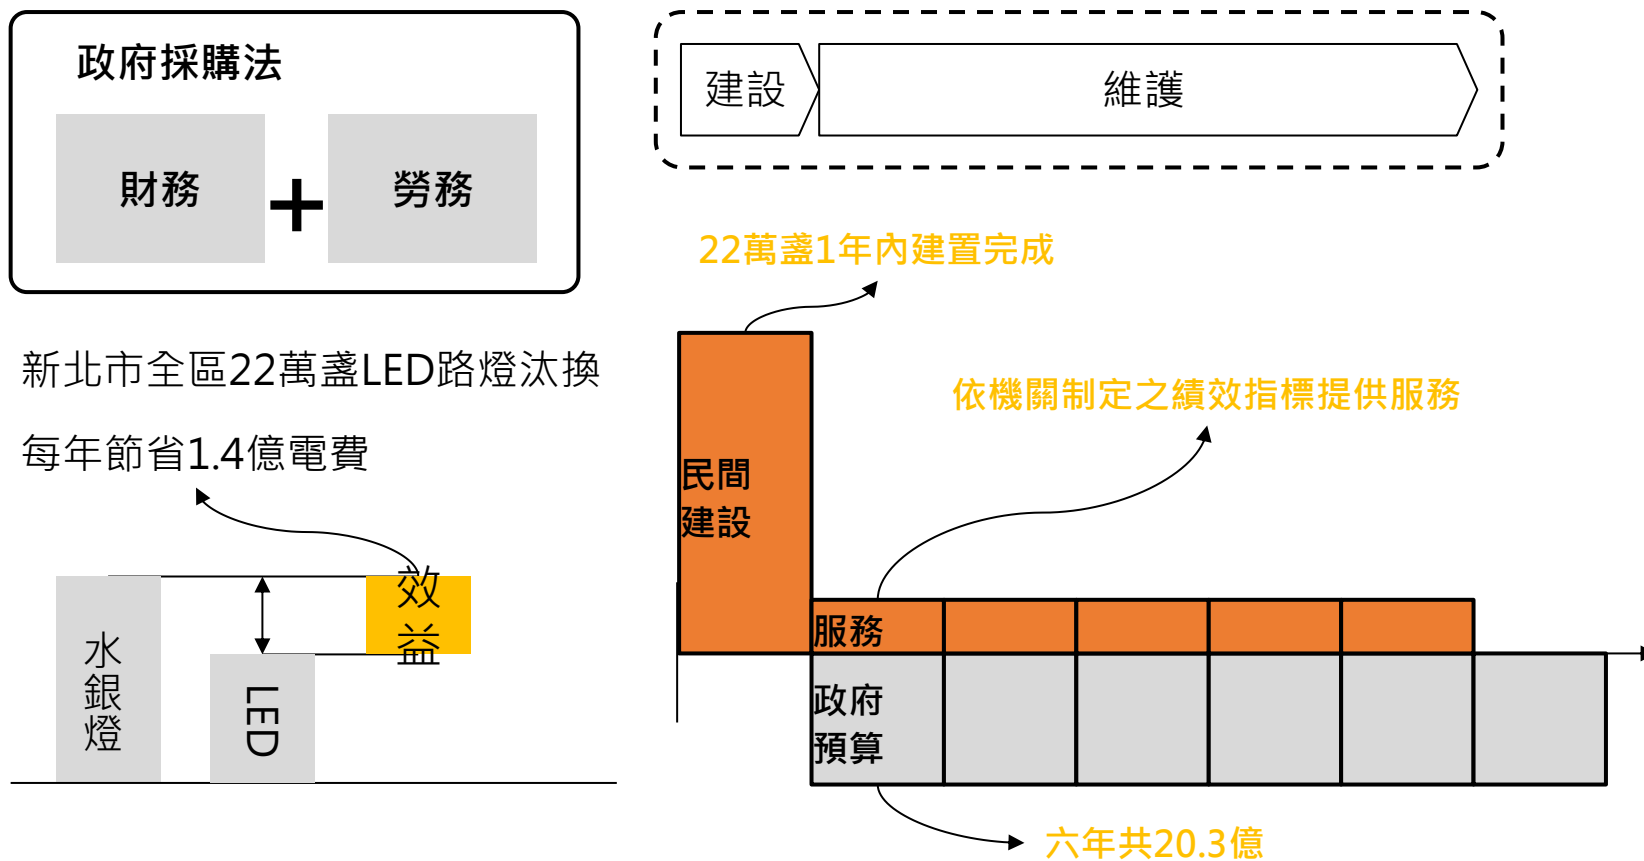 政府採購法
財務
+
勞務
建設
維護
22萬盞1年內建置完成
新北市全區22萬盞LED路燈汰換
每年節省1.4億電費
依機關制定之績效指標提供服務
民間
建設
效
益
水
銀
燈
LED
服務
政府
預算
六年共20.3億